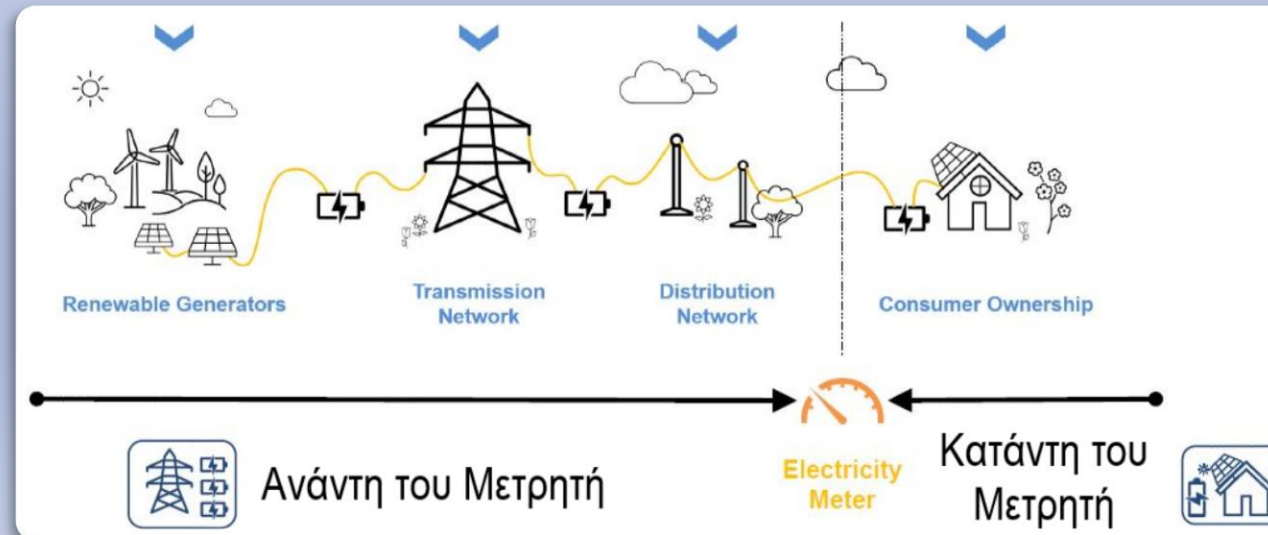 Renewable Generators
Transmission
Network
Distribution
Network
Consumer Ownership
Ανάντη του Μετρητή
Electricity
Meter
Κατάντη του
Μετρητή